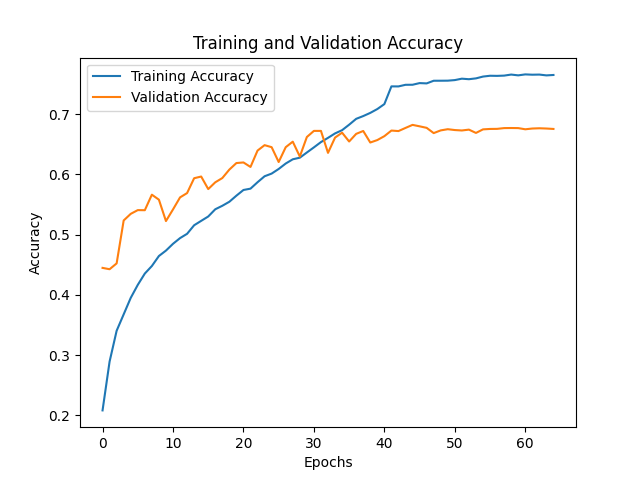 Training and Validation Accuracy
Training Accuracy
Validation Accuracy
Accuracy
0.7
0.6
0.5
0.4
0.3
0.2
0 10 20 30 40 50 60
Epochs